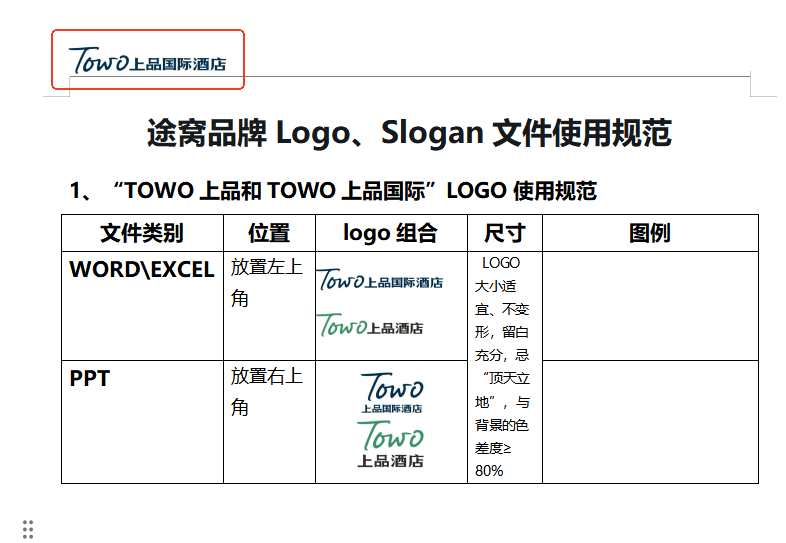 Towo上品国际酒店
途窝品牌 Logo、Slogan 文件使用规范
1、“TOWO 上品和 TOWO 上品国际”LOGO 使用规范
文件类别 位置 logo 组合 尺寸 图例
WORD\EXCEL
放置左上
角
Towo上品国际酒店
Towo上品酒店
LOGO
大小适
宜、不变
形，留白
充分，忌
“顶天立
地”，与
背景的色
差度≥
80%
PPT
放置右上
角
Towo
上品国际酒店
Towo
上品酒店